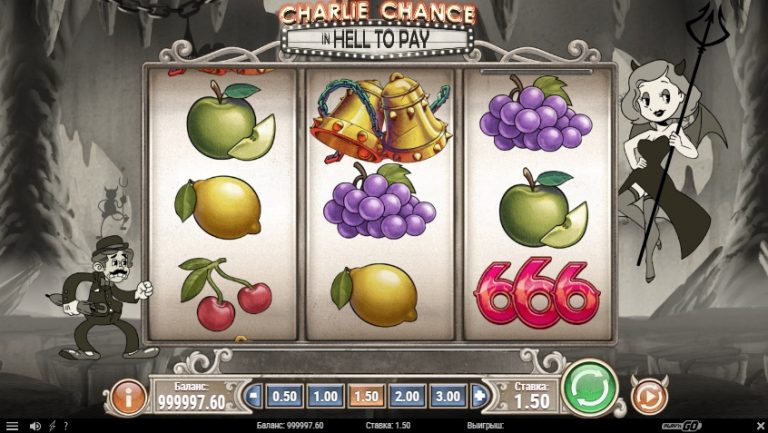 CHARLIE CHANCE
IN HELL TO PAY
666
Баланс:
999997.60
- 0.50 1.00 1.50 2.00 3.00 +
Ставка:
1.50
Баланс: 999997.60 Ставка: 1.50 Выигрыш: PLAY'N GO